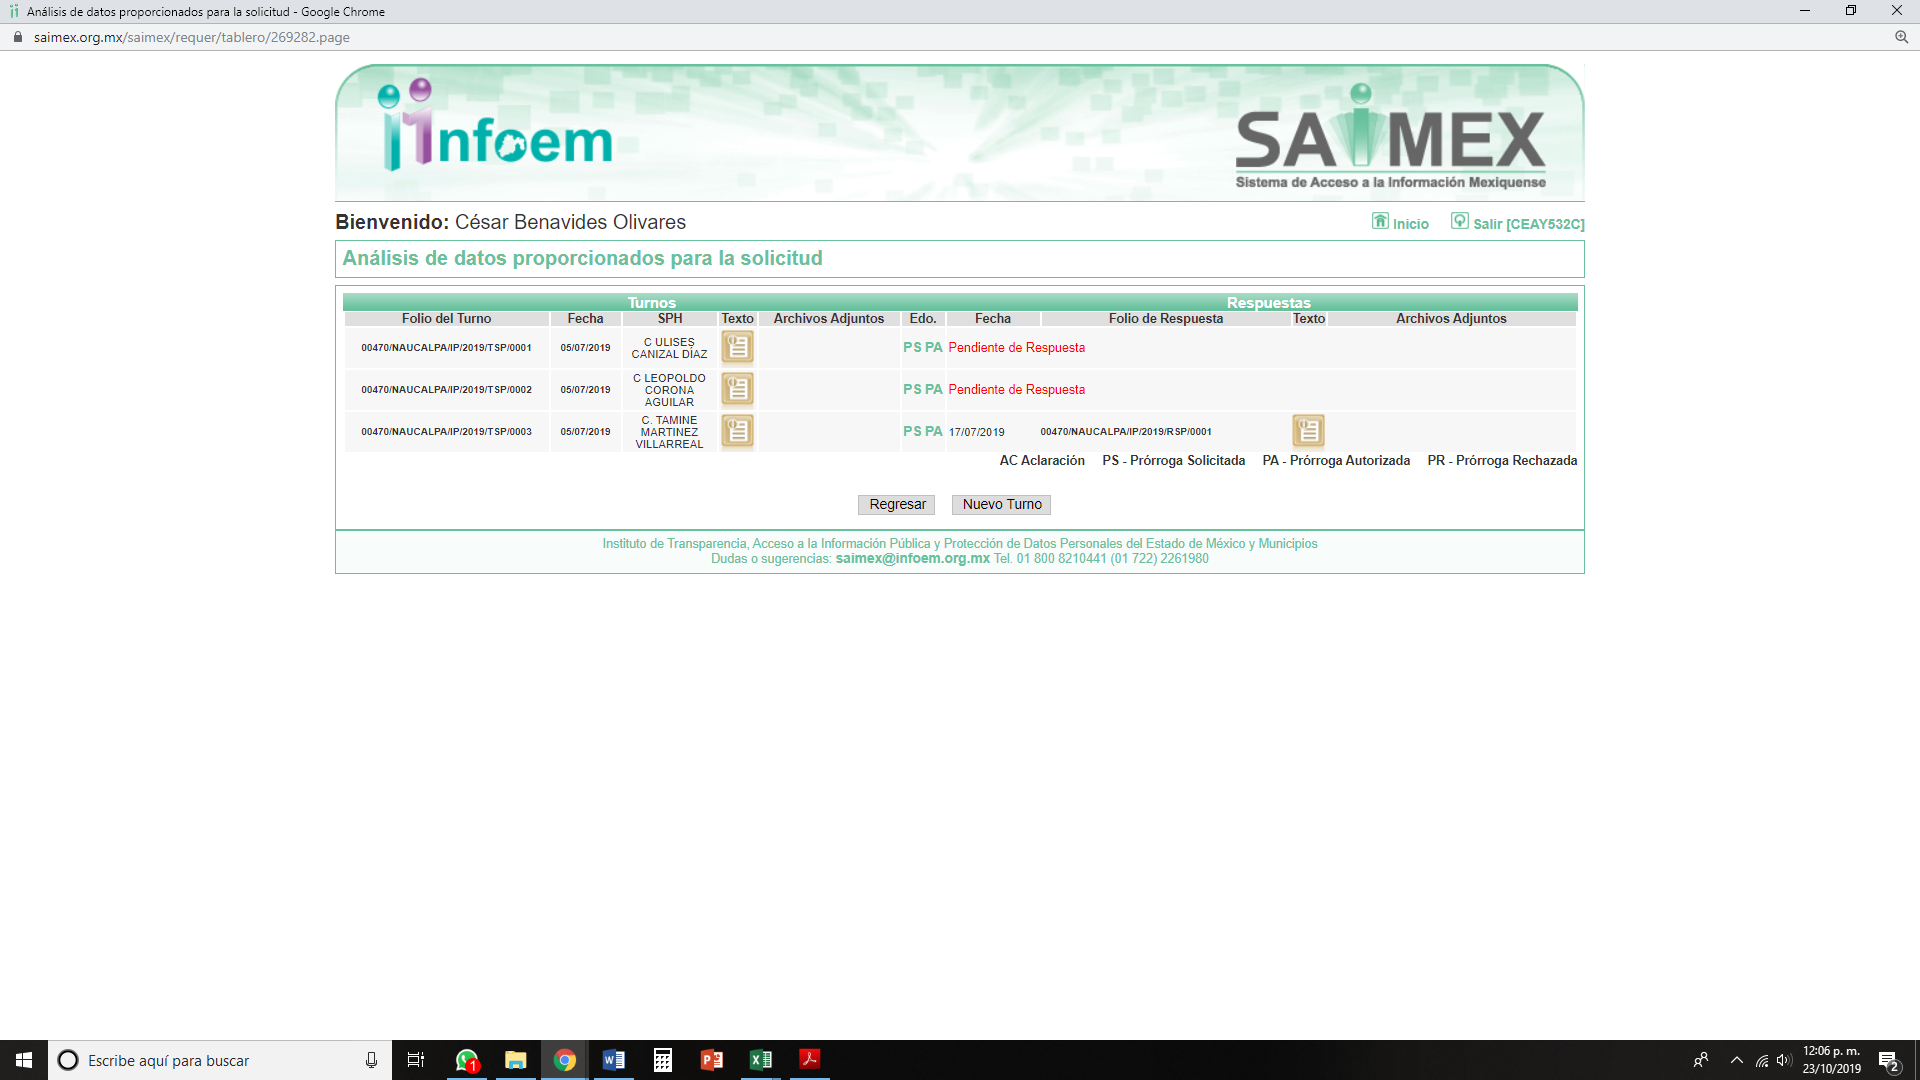 Análisis de datos proporcionados para la solicitud - Google Chrome
saimex.org.mx/saimex/requer/tablero/269282.page
infoem
SAIMEX
Sistema de Acceso a la Información Mexiquense
Bienvenido: César Benavides Olivares
Inicio Salir [CEAY532C]
Análisis de datos proporcionados para la solicitud
Turnos Respuestas
Folio del Turno Fecha SPH Texto Archivos Adjuntos Edo. Fecha Folio de Respuesta Texto Archivos Adjuntos
00470/NAUCALPA/IP/2019/TSP/0001 05/07/2019 C ULISES CANIZAL DÍAZ PS PA Pendiente de Respuesta
00470/NAUCALPA/IP/2019/TSP/0002 05/07/2019 C LEOPOLDO CORONA AGUILAR PS PA Pendiente de Respuesta
00470/NAUCALPA/IP/2019/TSP/0003 05/07/2019 C. TAMINE MARTINEZ VILLARREAL PS PA 17/07/2019 00470/NAUCALPA/IP/2019/RSP/0001
AC Aclaración PS - Prórroga Solicitada PA - Prórroga Autorizada PR - Prórroga Rechazada
Regresar Nuevo Turno
Instituto de Transparencia, Acceso a la Información Pública y Protección de Datos Personales del Estado de México y Municipios
Dudas o sugerencias: saimex@infoem.org.mx Tel. 01 800 8210441 (01 722) 2261980
Escribe aquí para buscar
1
12:06 p. m.
23/10/2019
2